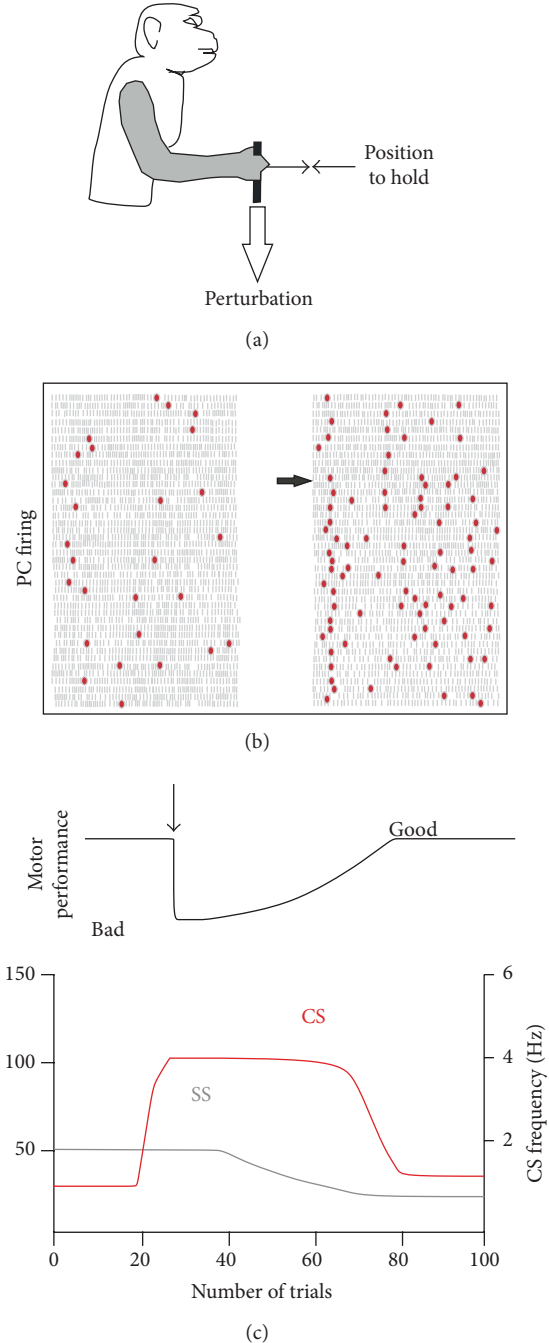 Position
to hold
Perturbation
(a)
PC firing
(b)
Motor
performance
Good
Bad
150
100
50
CS
SS
6
4
2
CS frequency (Hz)
0
20
40
60
80
100
Number of trials
(c)